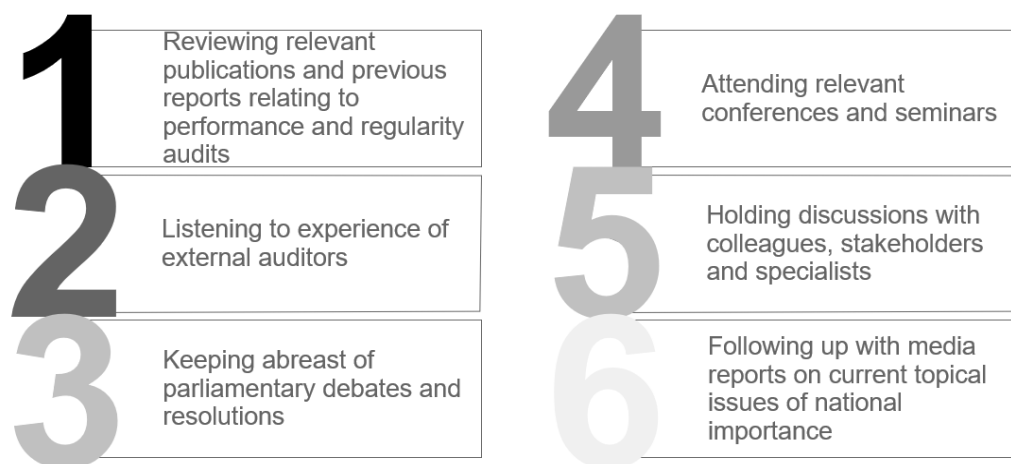 1
Reviewing relevant
publications and previous
reports relating to
performance and regularity
audits
2
Listening to experience of
external auditors
3
Keeping abreast of
parliamentary debates and
resolutions
4
Attending relevant
conferences and seminars
5
Holding discussions with
colleagues, stakeholders
and specialists
6
Following up with media
reports on current topical
issues of national
importance